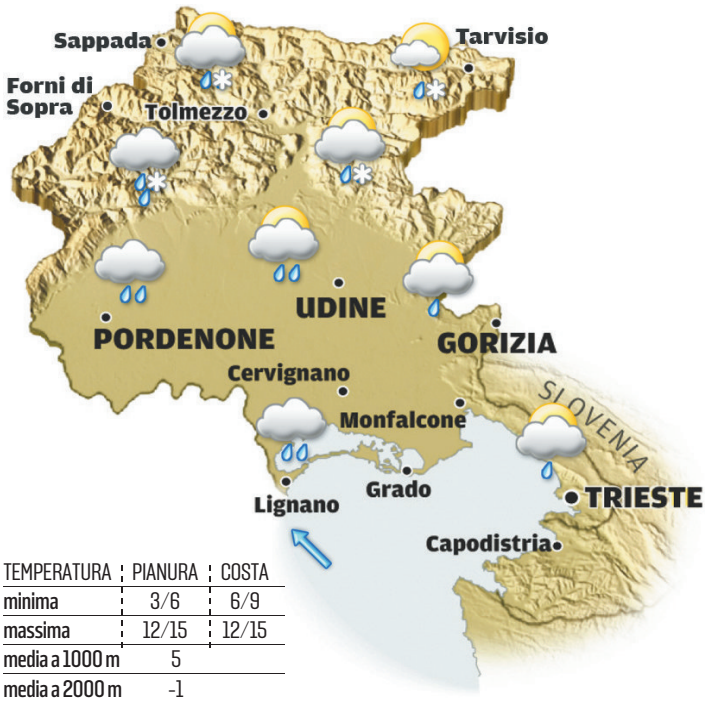 Sappada
Tarvisio
Forni di
Sopra
Tolmezzo
UDINE
PORDENONE
GORIZIA
Cervignano
SLOVENIA
Monfalcone
Grado
TRIESTE
Lignano
Capodistria
TEMPERATURA PIANURA COSTA
minima 3/6 6/9
massima 12/15 12/15
media a 1000 m 5
media a 2000 m -1